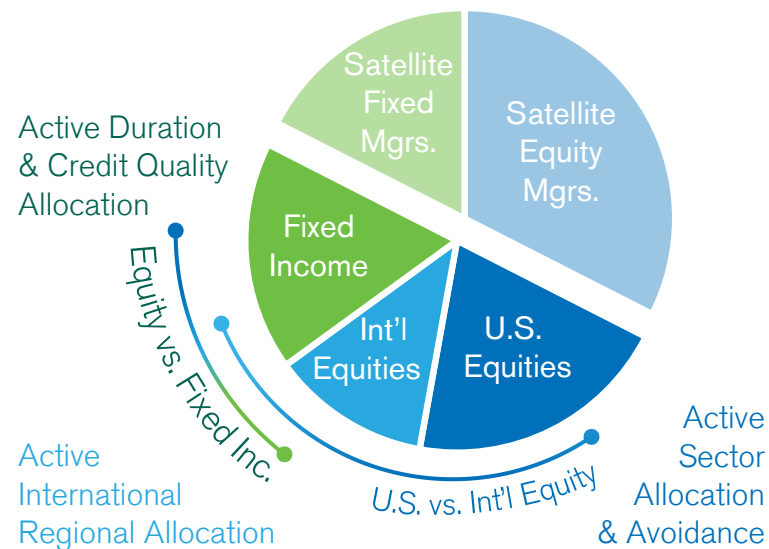 Satellite
Fixed
Mgrs.
Satellite
Equity
Mgrs.
Active Duration
& Credit Quality
Allocation
Fixed
Income
Int'l
Equities
U.S.
Equities
Equity vs. Fixed Inc.
U.S. vs. Int'l Equity
Active
International
Regional Allocation
Active
Sector
Allocation
& Avoidance